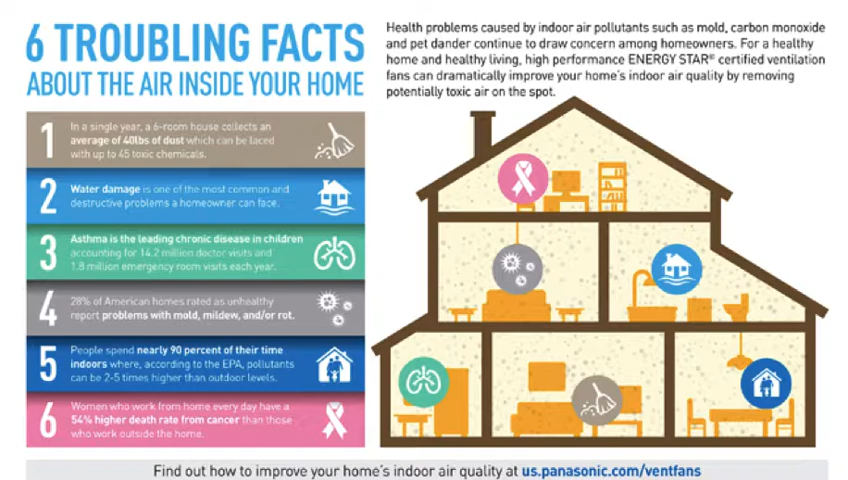 6 TROUBLING FACTS
ABOUT THE AIR INSIDE YOUR HOME
Health problems caused by indoor air pollutants such as mold, carbon monoxide
and pet dander continue to draw concern among homeowners. For a healthy
home and healthy living, high performance ENERGY STAR® certified ventilation
fans can dramatically improve your home's indoor air quality by removing
potentially toxic air on the spot.
1
In a single year, a 6-room house collects an
average of 40lbs of dust which can be laced
with up to 45 toxic chemicals.
2
Water damage is one of the most common and
destructive problems a homeowner can face.
3
Asthma is the leading chronic disease in children
accounting for 14.2 million doctor visits and
1.8 million emergency room visits each year.
4
28% of American homes rated as unhealthy
report problems with mold, mildew, and/or rot.
5
People spend nearly 90 percent of their time
indoors where, according to the EPA, pollutants
can be 2-5 times higher than outdoor levels.
6
Women who work from home every day have a
54% higher death rate from cancer than those
who work outside the home.
Find out how to improve your home's indoor air quality at us.panasonic.com/ventfans